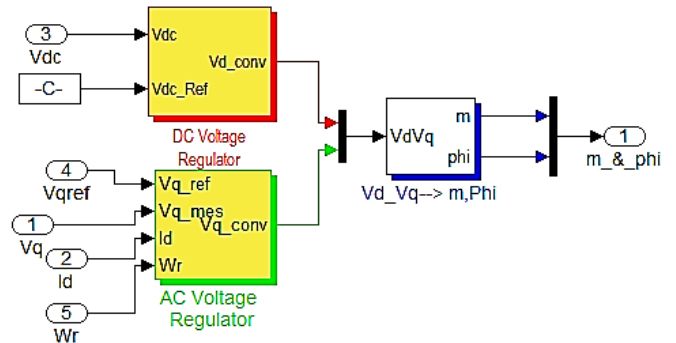 3
Vdc
-C-
Vdc
Vdc_Ref
Vd_conv
DC Voltage
Regulator
4
Vqref
1
Vq
2
Id
5
Wr
Vq_ref
Vq_mes
Id
Wr
Vq_conv
AC Voltage
Regulator
VdVq
m
phi
Vd_Vq--> m,Phi
1
m_&_phi